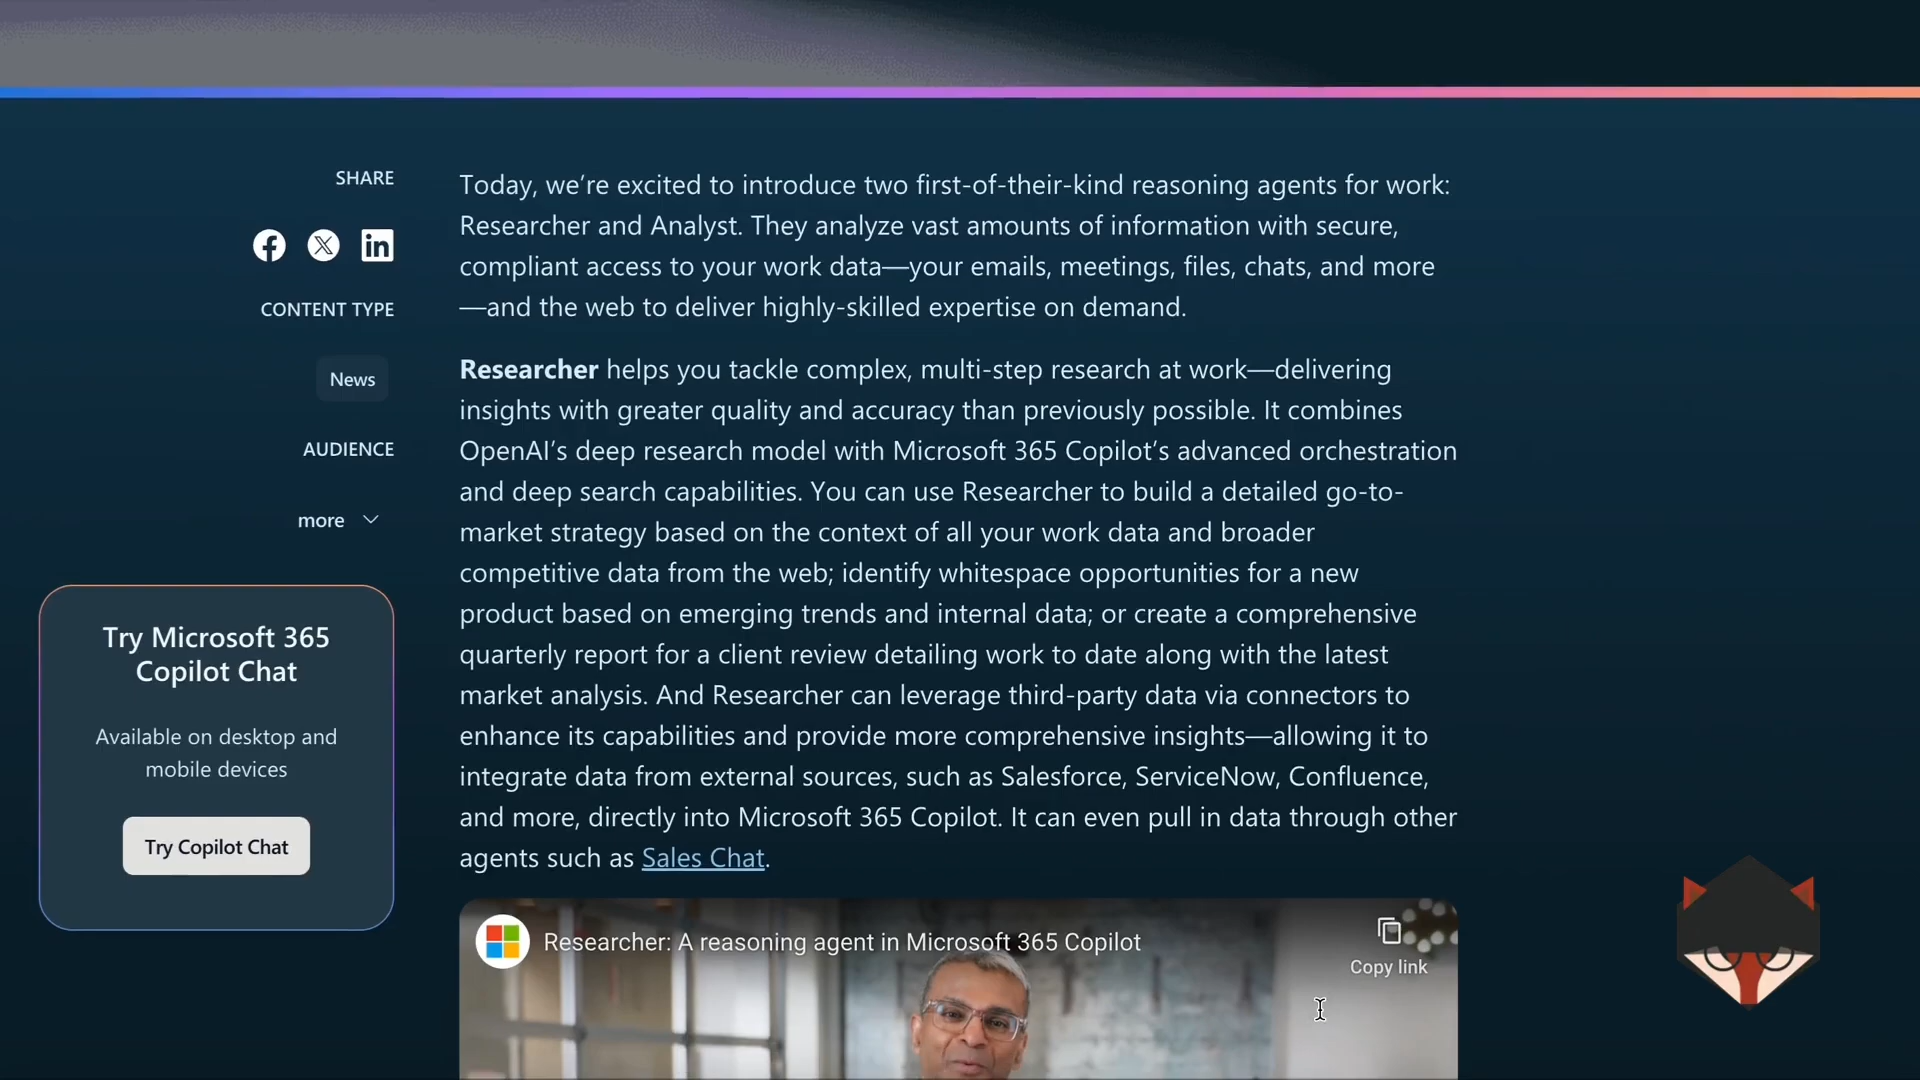 SHARE
CONTENT TYPE
News
AUDIENCE
more
Try Microsoft 365
Copilot Chat
Available on desktop and
mobile devices
Try Copilot Chat
Today, we’re excited to introduce two first-of-their-kind reasoning agents for work:
Researcher and Analyst. They analyze vast amounts of information with secure,
compliant access to your work data—your emails, meetings, files, chats, and more
—and the web to deliver highly-skilled expertise on demand.
Researcher helps you tackle complex, multi-step research at work—delivering
insights with greater quality and accuracy than previously possible. It combines
OpenAI’s deep research model with Microsoft 365 Copilot’s advanced orchestration
and deep search capabilities. You can use Researcher to build a detailed go-to-
market strategy based on the context of all your work data and broader
competitive data from the web; identify whitespace opportunities for a new
product based on emerging trends and internal data; or create a comprehensive
quarterly report for a client review detailing work to date along with the latest
market analysis. And Researcher can leverage third-party data via connectors to
enhance its capabilities and provide more comprehensive insights—allowing it to
integrate data from external sources, such as Salesforce, ServiceNow, Confluence,
and more, directly into Microsoft 365 Copilot. It can even pull in data through other
agents such as Sales Chat.
Researcher: A reasoning agent in Microsoft 365 Copilot
Copy link